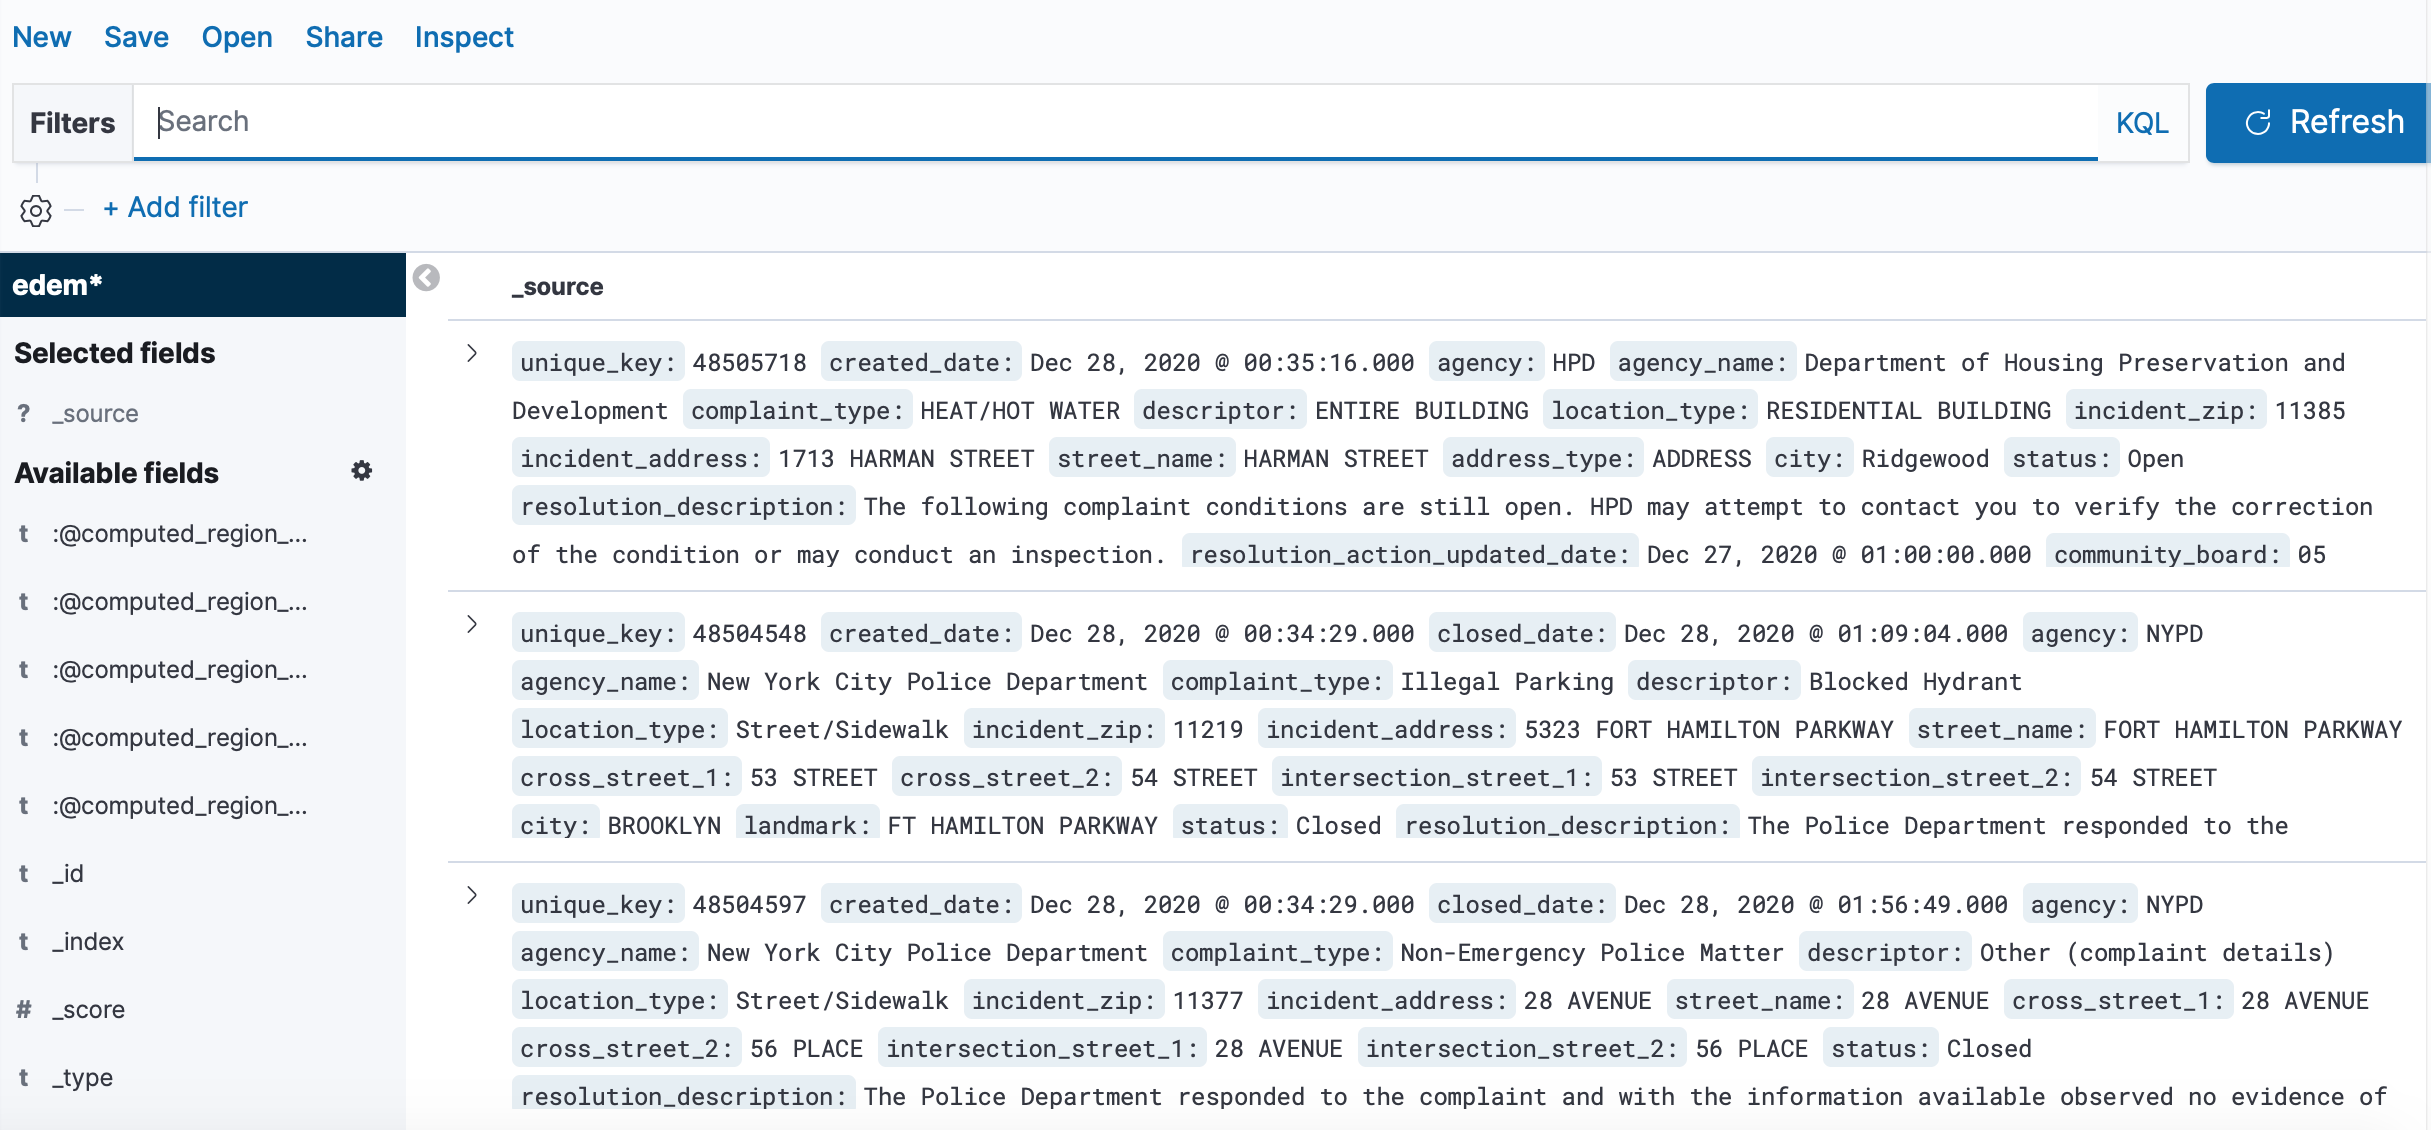 New Save Open Share Inspect
Filters Search KQL Refresh
+ Add filter
edem*
Selected fields
? _source
Available fields
t :@computed_region_...
t :@computed_region_...
t :@computed_region_...
t :@computed_region_...
t :@computed_region_...
t _id
t _index
# _score
t _type
_source
unique_key: 48505718 created_date: Dec 28, 2020 @ 00:35:16.000 agency: HPD agency_name: Department of Housing Preservation and
Development complaint_type: HEAT/HOT WATER descriptor: ENTIRE BUILDING location_type: RESIDENTIAL BUILDING incident_zip: 11385
incident_address: 1713 HARMAN STREET street_name: HARMAN STREET address_type: ADDRESS city: Ridgewood status: Open
resolution_description: The following complaint conditions are still open. HPD may attempt to contact you to verify the correction
of the condition or may conduct an inspection. resolution_action_updated_date: Dec 27, 2020 @ 01:00:00.000 community_board: 05
unique_key: 48504548 created_date: Dec 28, 2020 @ 00:34:29.000 closed_date: Dec 28, 2020 @ 01:09:04.000 agency: NYPD
agency_name: New York City Police Department complaint_type: Illegal Parking descriptor: Blocked Hydrant
location_type: Street/Sidewalk incident_zip: 11219 incident_address: 5323 FORT HAMILTON PARKWAY street_name: FORT HAMILTON PARKWAY
cross_street_1: 53 STREET cross_street_2: 54 STREET intersection_street_1: 53 STREET intersection_street_2: 54 STREET
city: BROOKLYN landmark: FT HAMILTON PARKWAY status: Closed resolution_description: The Police Department responded to the
unique_key: 48504597 created_date: Dec 28, 2020 @ 00:34:29.000 closed_date: Dec 28, 2020 @ 01:56:49.000 agency: NYPD
agency_name: New York City Police Department complaint_type: Non-Emergency Police Matter descriptor: Other (complaint details)
location_type: Street/Sidewalk incident_zip: 11377 incident_address: 28 AVENUE street_name: 28 AVENUE cross_street_1: 28 AVENUE
cross_street_2: 56 PLACE intersection_street_1: 28 AVENUE intersection_street_2: 56 PLACE status: Closed
resolution_description: The Police Department responded to the complaint and with the information available observed no evidence of